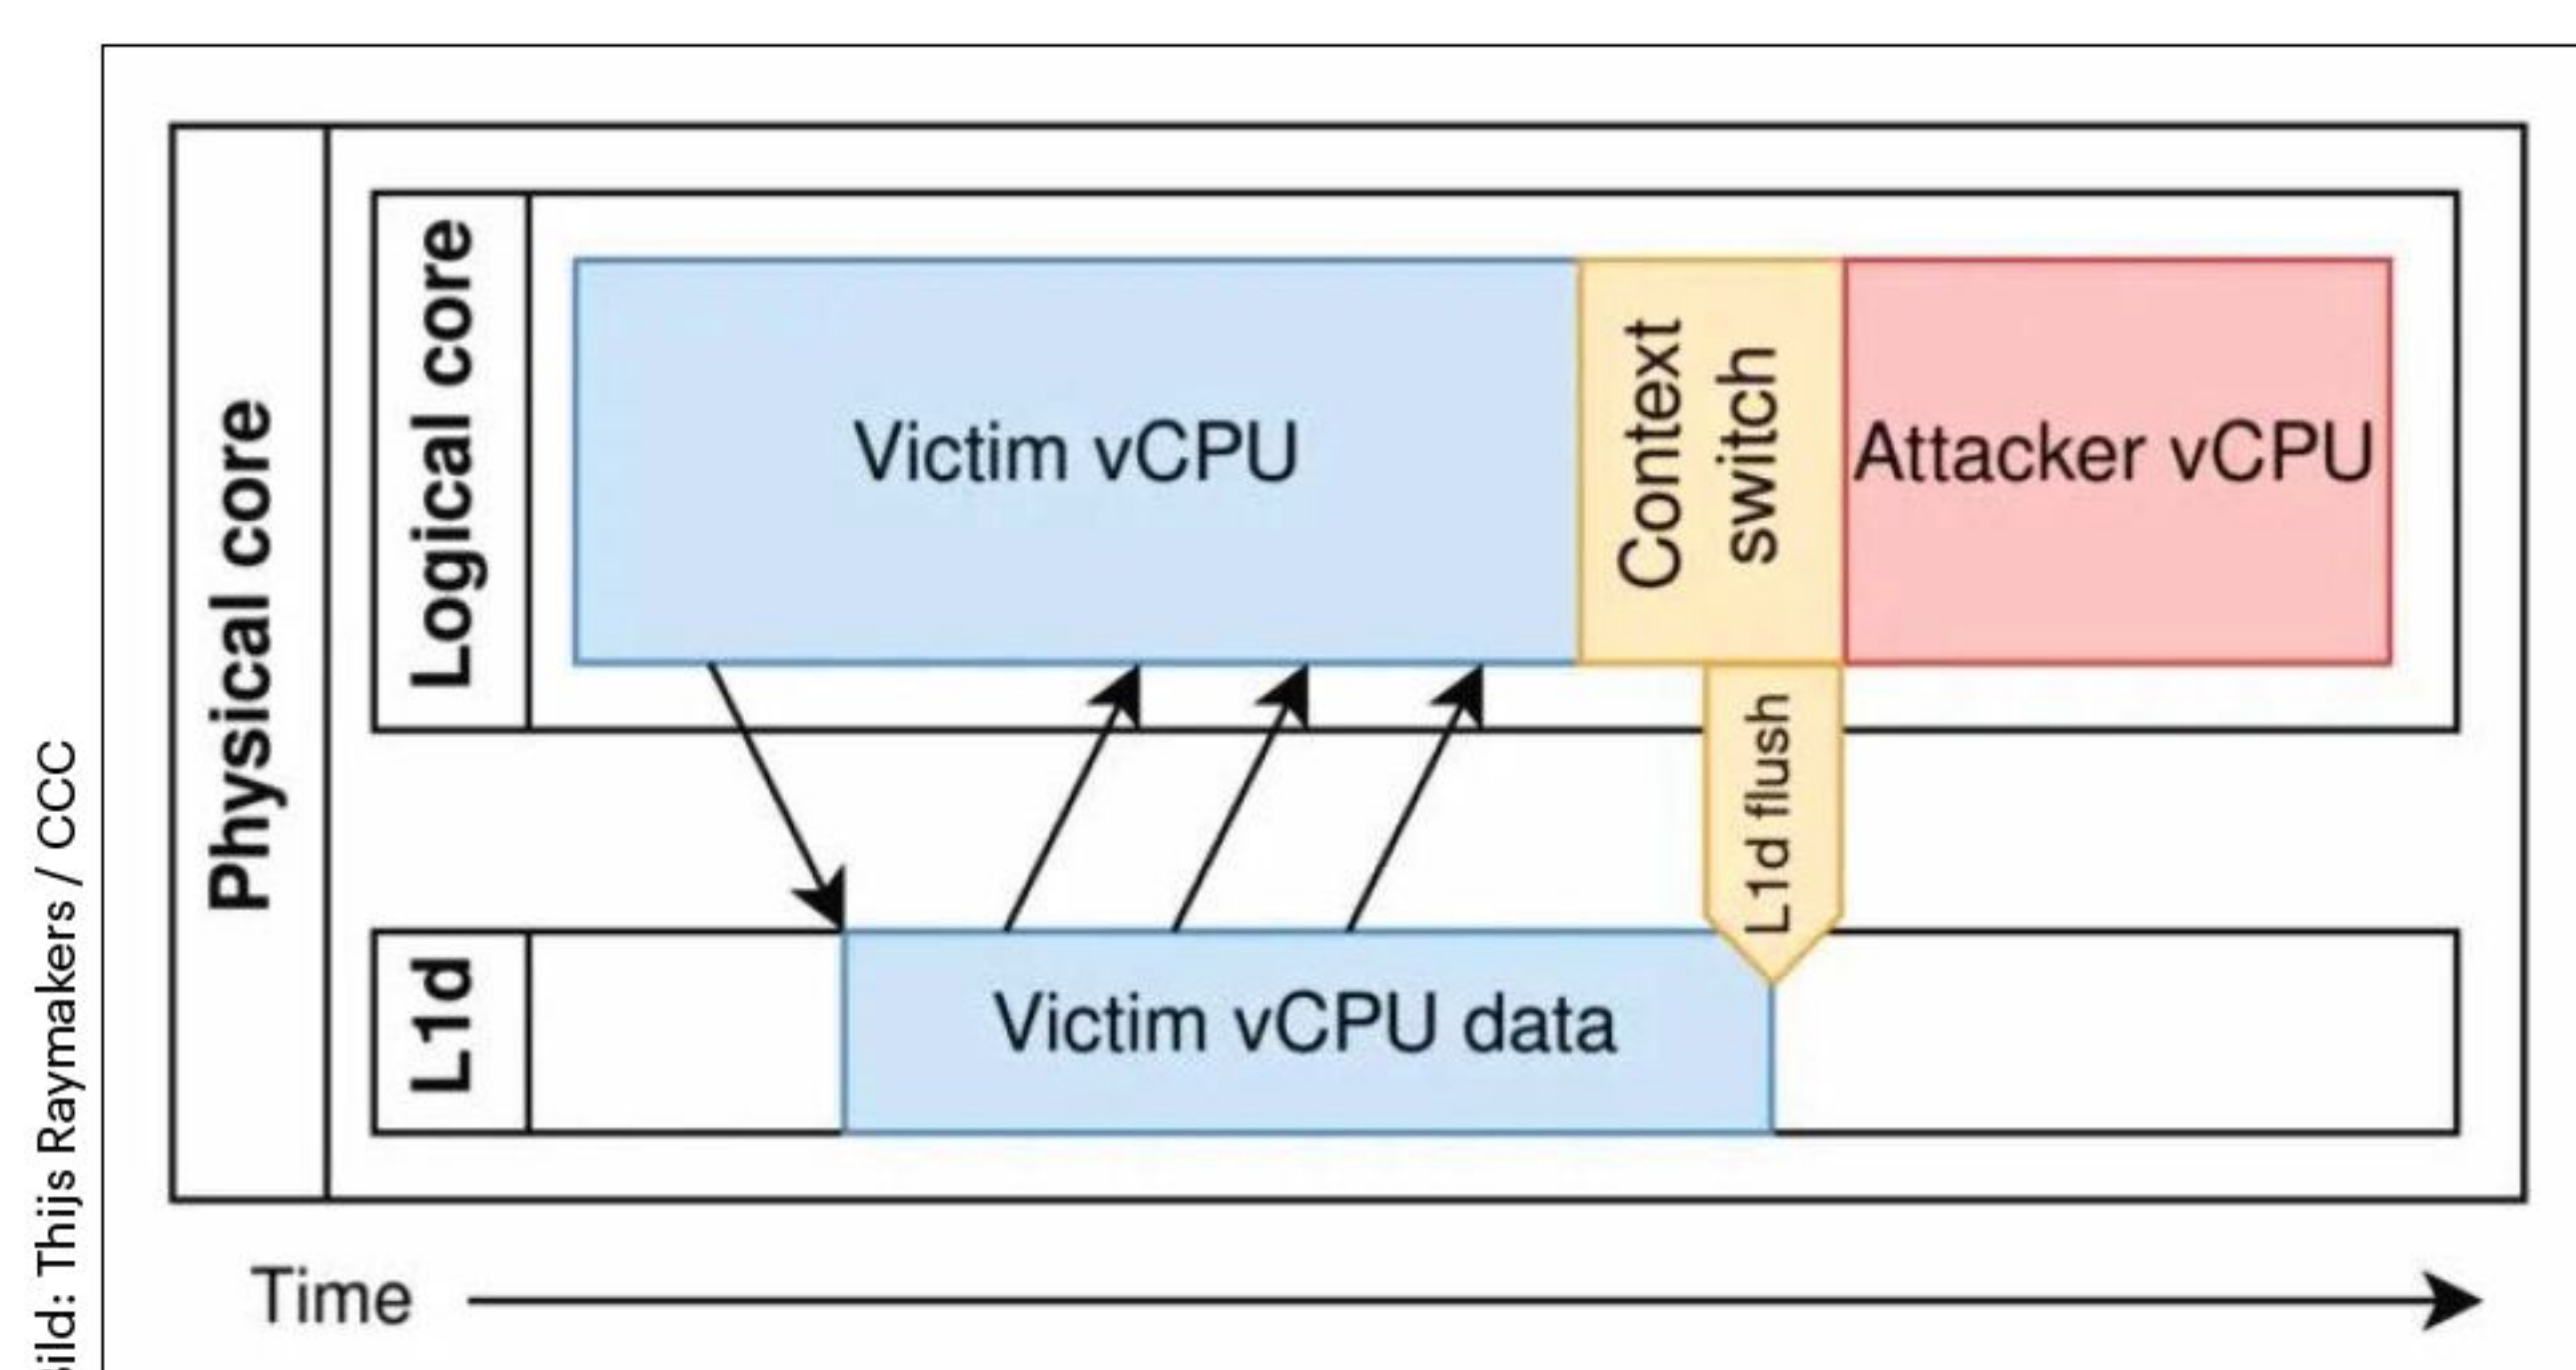 Physical core
Logical core
Victim vCPU
Context
switch
Attacker vCPU
L1d flush
L1d
Victim vCPU data
Time
Thijs Raymakers / CCC